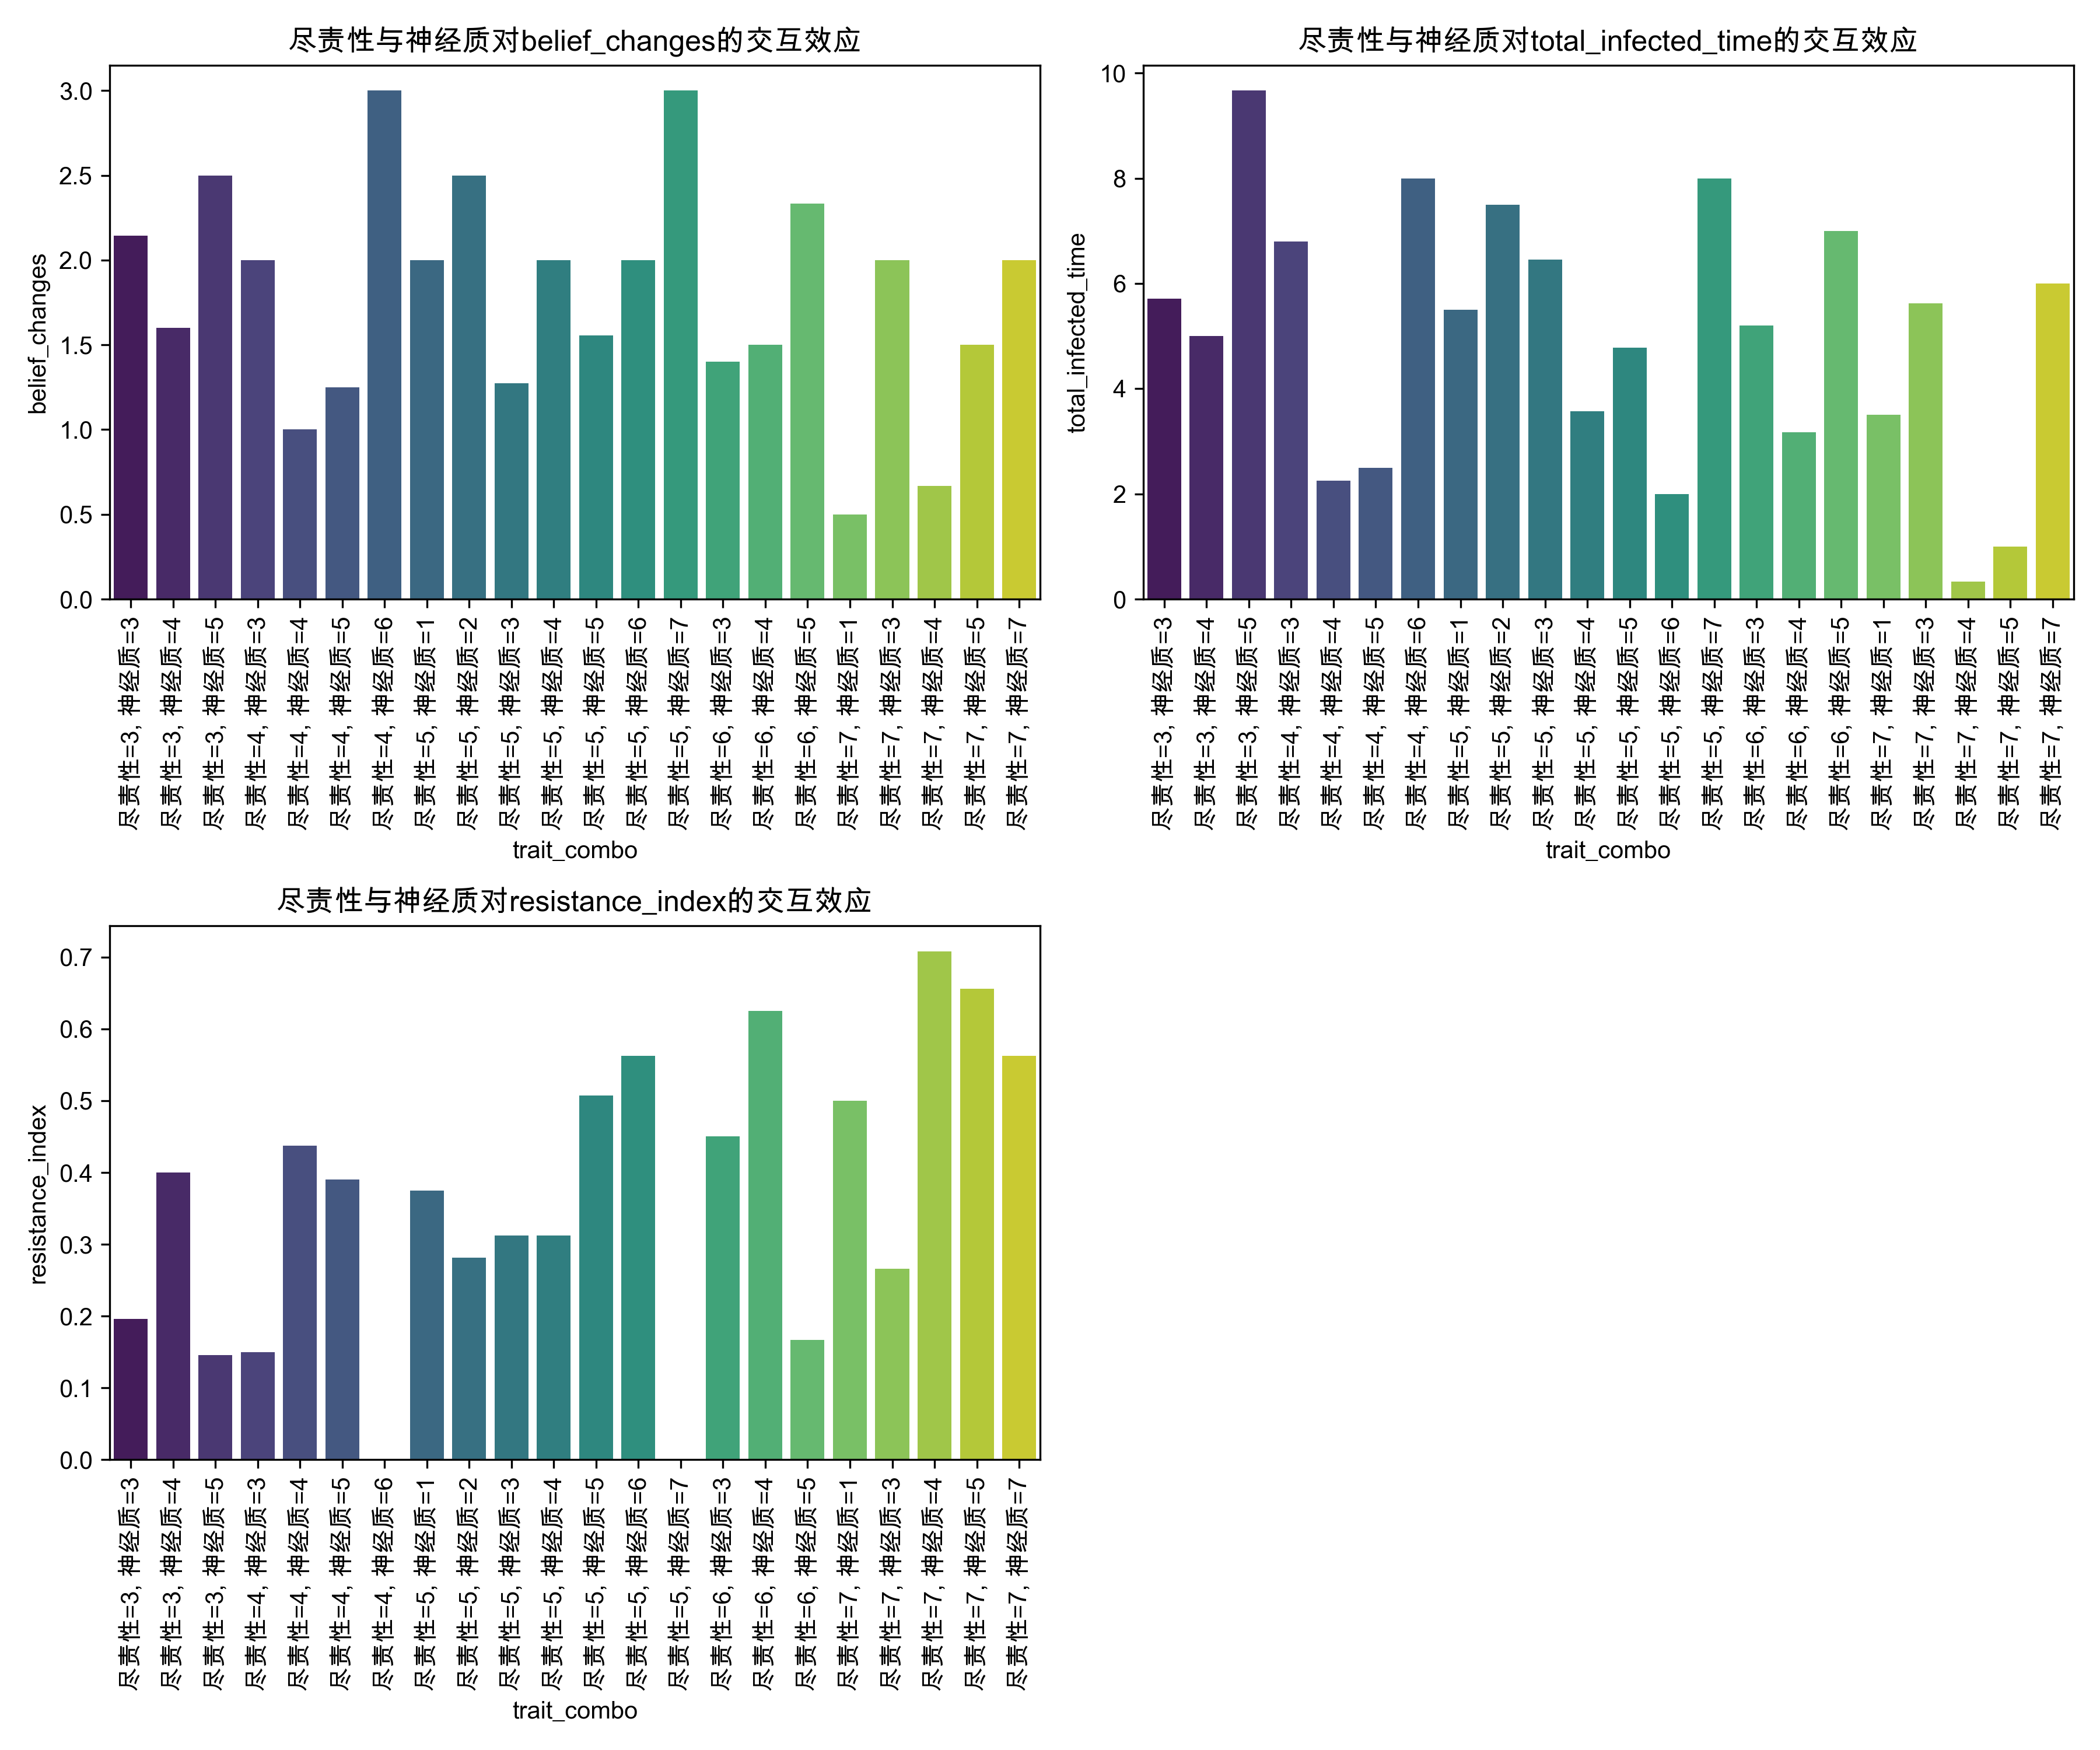 尽责性与神经质对belief_changes的交互效应
belief_changes
3.0
2.5
2.0
1.5
1.0
0.5
0.0
尽责性=3, 神经质=3
尽责性=3, 神经质=4
尽责性=3, 神经质=5
尽责性=4, 神经质=3
尽责性=4, 神经质=4
尽责性=4, 神经质=5
尽责性=4, 神经质=6
尽责性=5, 神经质=1
尽责性=5, 神经质=2
尽责性=5, 神经质=3
尽责性=5, 神经质=4
尽责性=5, 神经质=5
尽责性=5, 神经质=6
尽责性=5, 神经质=7
尽责性=6, 神经质=3
尽责性=6, 神经质=4
尽责性=6, 神经质=5
尽责性=7, 神经质=1
尽责性=7, 神经质=3
尽责性=7, 神经质=4
尽责性=7, 神经质=5
尽责性=7, 神经质=7
trait_combo
尽责性与神经质对total_infected_time的交互效应
total_infected_time
10
8
6
4
2
0
尽责性=3, 神经质=3
尽责性=3, 神经质=4
尽责性=3, 神经质=5
尽责性=4, 神经质=3
尽责性=4, 神经质=4
尽责性=4, 神经质=5
尽责性=4, 神经质=6
尽责性=5, 神经质=1
尽责性=5, 神经质=2
尽责性=5, 神经质=3
尽责性=5, 神经质=4
尽责性=5, 神经质=5
尽责性=5, 神经质=6
尽责性=5, 神经质=7
尽责性=6, 神经质=3
尽责性=6, 神经质=4
尽责性=6, 神经质=5
尽责性=7, 神经质=1
尽责性=7, 神经质=3
尽责性=7, 神经质=4
尽责性=7, 神经质=5
尽责性=7, 神经质=7
trait_combo
尽责性与神经质对resistance_index的交互效应
resistance_index
0.7
0.6
0.5
0.4
0.3
0.2
0.1
0.0
尽责性=3, 神经质=3
尽责性=3, 神经质=4
尽责性=3, 神经质=5
尽责性=4, 神经质=3
尽责性=4, 神经质=4
尽责性=4, 神经质=5
尽责性=4, 神经质=6
尽责性=5, 神经质=1
尽责性=5, 神经质=2
尽责性=5, 神经质=3
尽责性=5, 神经质=4
尽责性=5, 神经质=5
尽责性=5, 神经质=6
尽责性=5, 神经质=7
尽责性=6, 神经质=3
尽责性=6, 神经质=4
尽责性=6, 神经质=5
尽责性=7, 神经质=1
尽责性=7, 神经质=3
尽责性=7, 神经质=4
尽责性=7, 神经质=5
尽责性=7, 神经质=7
trait_combo